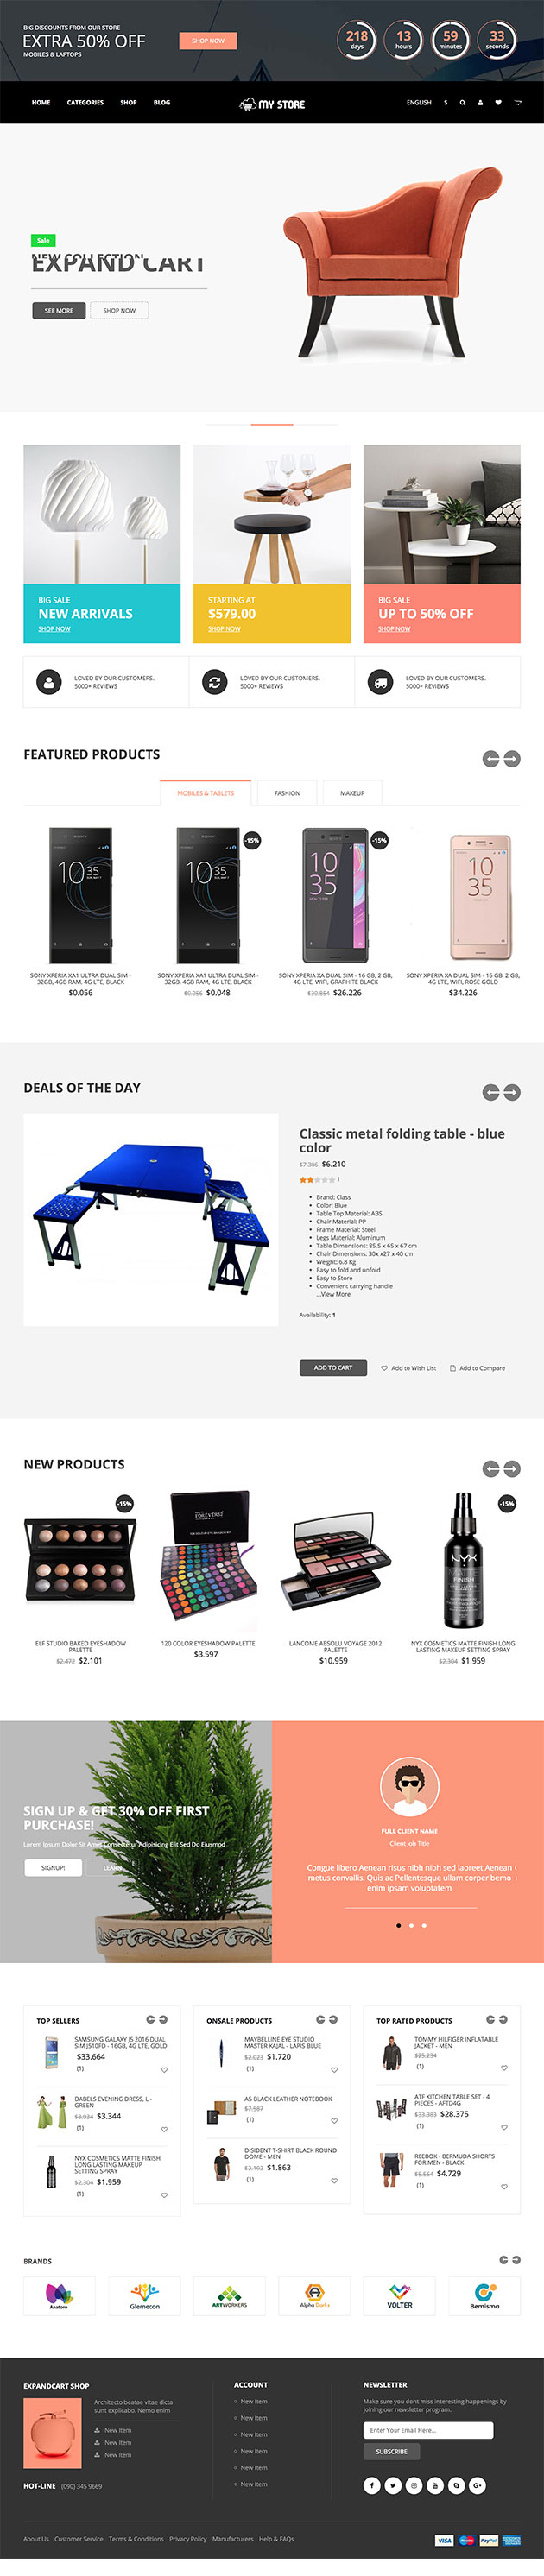 BIG DISCOUNTS FROM OUR STORE
EXTRA 50% OFF
MOBILES & LAPTOPS
SHOP NOW
218
days
13
hours
59
minutes
33
seconds
HOME CATEGORIES SHOP BLOG
MY STORE
ENGLISH $
Sale
NEW COLLECTION
EXPAND CART
SEE MORE
SHOP NOW
BIG SALE
NEW ARRIVALS
SHOP NOW
STARTING AT
$579.00
SHOP NOW
BIG SALE
UP TO 50% OFF
SHOP NOW
LOVED BY OUR CUSTOMERS.
5000+ REVIEWS
LOVED BY OUR CUSTOMERS.
5000+ REVIEWS
LOVED BY OUR CUSTOMERS.
5000+ REVIEWS
FEATURED PRODUCTS
MOBILES & TABLETS
FASHION
MAKEUP
SONY
10 35
SONY XPERIA XA1 ULTRA DUAL SIM -
32GB, 4GB RAM, 4G LTE, BLACK
$0.056
-15%
SONY
10 35
SONY XPERIA XA1 ULTRA DUAL SIM -
32GB, 4GB RAM, 4G LTE, BLACK
$0.056 $0.048
-15%
10
35
SONY XPERIA XA DUAL SIM - 16 GB, 2 GB,
4G LTE, WIFI, GRAPHITE BLACK
$30.854 $26.226
10
35
SONY XPERIA XA DUAL SIM - 16 GB, 2 GB,
4G LTE, WIFI, ROSE GOLD
$34.226
DEALS OF THE DAY
Classic metal folding table - blue
color
$7.306 $6.210
1
Brand: Class
Color: Blue
Table Top Material: ABS
Chair Material: PP
Frame Material: Steel
Legs Material: Aluminum
Table Dimensions: 85.5 x 65 x 67 cm
Chair Dimensions: 30x x27 x 40 cm
Weight: 6.8 Kg
Easy to fold and unfold
Easy to Store
Convenient carrying handle
...View More
Availability: 1
ADD TO CART
Add to Wish List
Add to Compare
NEW PRODUCTS
-15%
ELF STUDIO BAKED EYESHADOW
PALETTE
$2.472 $2.101
FOREVER52
120 COLOR EYESHADOW PALETTE
$3.597
LANCOME ABSOLU VOYAGE 2012
PALETTE
$10.959
-15%
NYX
FINISH
NYX COSMETICS MATTE FINISH LONG
LASTING MAKEUP SETTING SPRAY
$2.304 $1.959
SIGN UP & GET 30% OFF FIRST
PURCHASE!
Lorem Ipsum Dolor Sit Amet Consectetur Adipisicing Elit Sed Do Eiusmod
SIGNUP!
LEARN
FULL CLIENT NAME
Client Job Title
Congue libero Aenean risus nibh nibh sed laoreet Aenean
metus convallis. Quis ac Pellentesque ullam corper bemo
enim ipsam voluptatem
TOP SELLERS
SAMSUNG GALAXY J5 2016 DUAL
SIM J510FD - 16GB, 4G LTE, GOLD
$33.664
(1)
DABELS EVENING DRESS, L -
GREEN
$3.934 $3.344
(1)
NYX COSMETICS MATTE FINISH
LONG LASTING MAKEUP
SETTING SPRAY
$2.304 $1.959
(1)
ONSALE PRODUCTS
MAYBELLINE EYE STUDIO
MASTER KAJAL - LAPIS BLUE
$2.023 $1.720
(1)
A5 BLACK LEATHER NOTEBOOK
$7.587
(1)
DISIDENT T-SHIRT BLACK ROUND
DOME - MEN
$2.192 $1.863
(1)
TOP RATED PRODUCTS
TOMMY HILFIGER INFLATABLE
JACKET - MEN
$25.234
(1)
ATF KITCHEN TABLE SET - 4
PIECES - AFTD4G
$33.383 $28.375
(1)
REEBOK - BERMUDA SHORTS
FOR MEN - BLACK
$5.564 $4.729
(1)
BRANDS
Anatora
Glemecon
ARTWORKERS
Alpha Darks
VOLTER
Bemisma
EXPANDCART SHOP
Architecto beatae vitae dicta
sunt explicabo. Nemo enim
New Item
New Item
New Item
HOT-LINE (090) 345 9669
ACCOUNT
New Item
New Item
New Item
New Item
New Item
New Item
NEWSLETTER
Make sure you dont miss interesting happenings by
joining our newsletter program.
Enter Your Email Here...
SUBSCRIBE
About Us Customer Service Terms & Conditions Privacy Policy Manufacturers Help & FAQs
VISA
PayPal